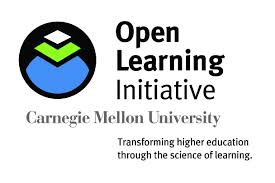 Open
Learning
Initiative
Carnegie Mellon University
Transforming higher education
through the science of learning.